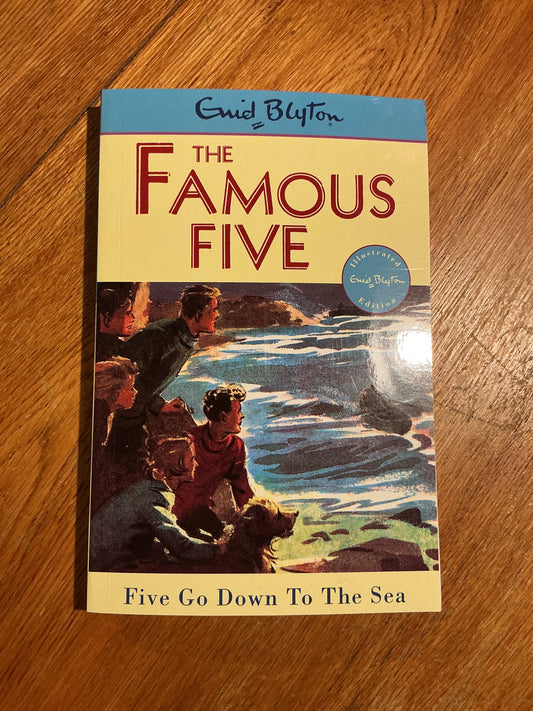 Enid Blyton
THE
FAMOUS
FIVE
Illustrated
Enid Blyton
Edition
Five Go Down To The Sea